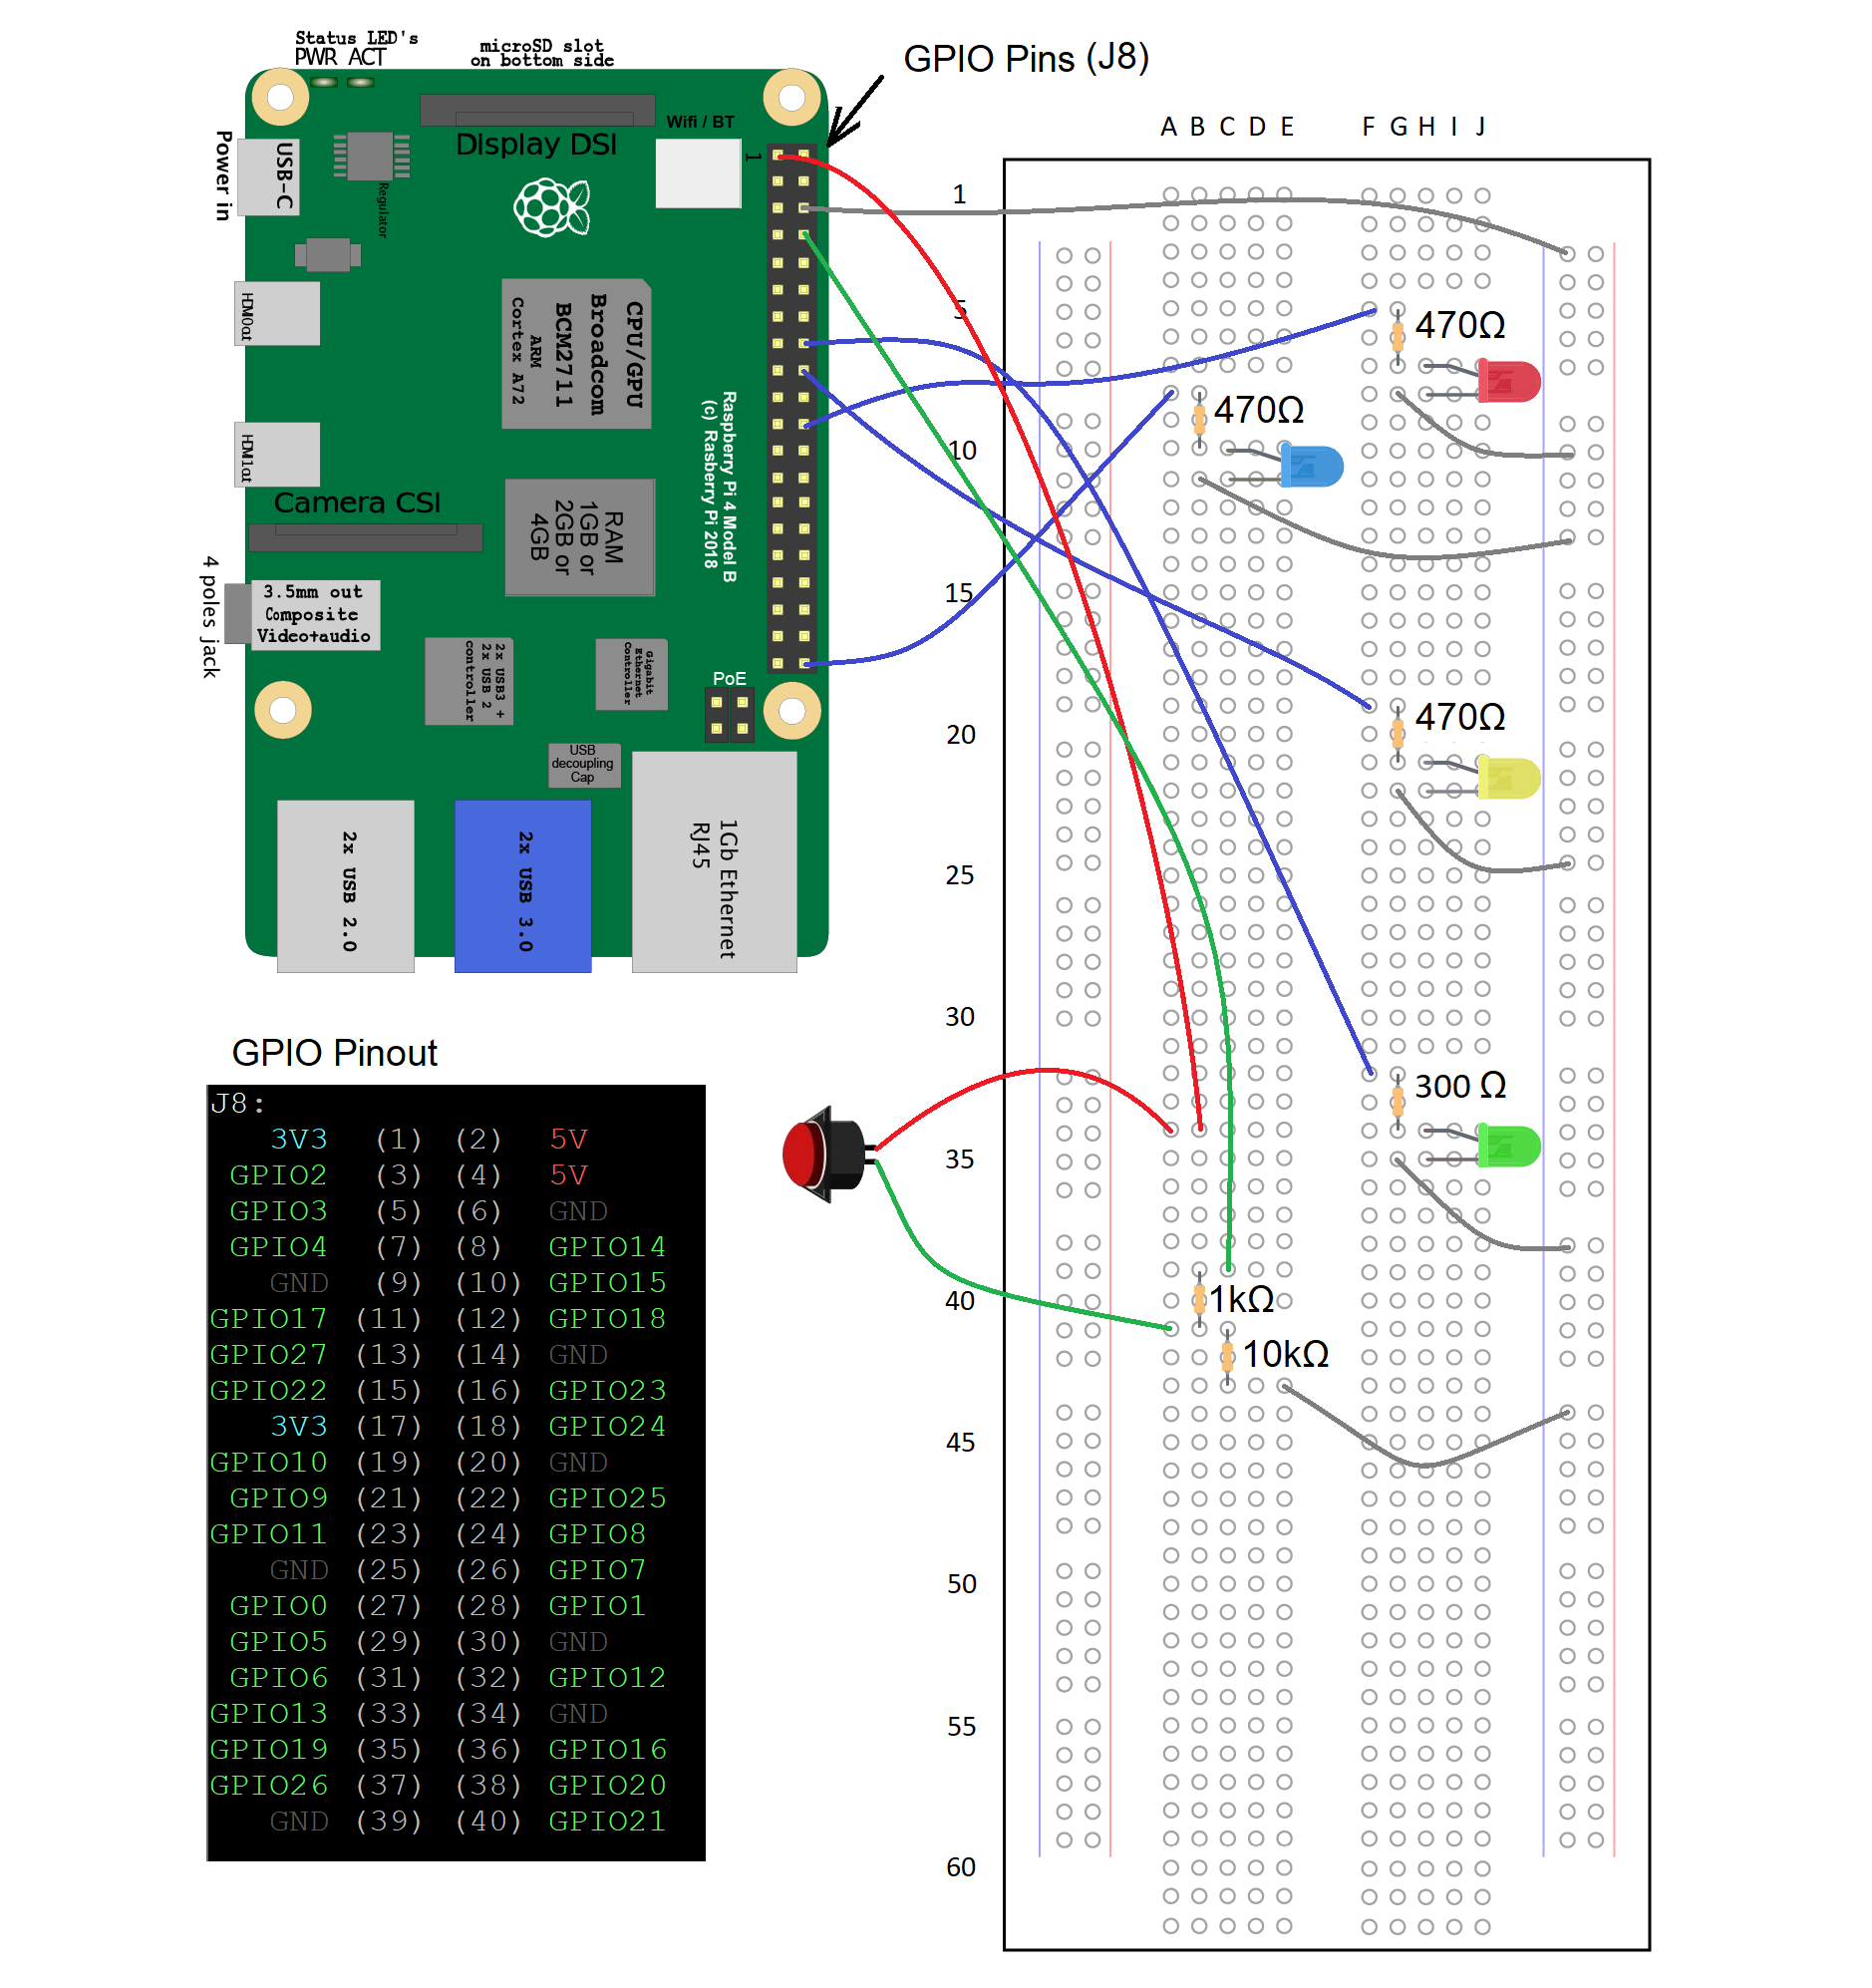 Status LED's
PWR ACT
microSD slot
on bottom side
GPIO Pins (J8)
Wifi / BT
Display DSI
1
Power in
USB-C
Regulator
HDMI0ut
CPU/GPU
Broadcom
BCM2711
ARM
Cortex A72
HDMI1ut
Raspberry Pi 4 Model B
(c) Rasberry Pi 2018
Camera CSI
RAM
1GB or
2GB or
4GB
4 poles jack
3.5mm out
Composite
Video+audio
2x USB3 +
2x USB 2
controller
Gigabit
Ethernet
Controller
PoE
USB
decoupling
Cap
2x USB 2.0
2x USB 3.0
1Gb Ethernet
RJ45
A B C D E F G H I J
1
5
470Ω
470Ω
10
15
470Ω
20
25
30
300 Ω
35
1kΩ
40
10kΩ
45
50
55
60
GPIO Pinout
J8:
3V3 (1) (2) 5V
GPIO2 (3) (4) 5V
GPIO3 (5) (6) GND
GPIO4 (7) (8) GPIO14
GND (9) (10) GPIO15
GPIO17 (11) (12) GPIO18
GPIO27 (13) (14) GND
GPIO22 (15) (16) GPIO23
3V3 (17) (18) GPIO24
GPIO10 (19) (20) GND
GPIO9 (21) (22) GPIO25
GPIO11 (23) (24) GPIO8
GND (25) (26) GPIO7
GPIO0 (27) (28) GPIO1
GPIO5 (29) (30) GND
GPIO6 (31) (32) GPIO12
GPIO13 (33) (34) GND
GPIO19 (35) (36) GPIO16
GPIO26 (37) (38) GPIO20
GND (39) (40) GPIO21